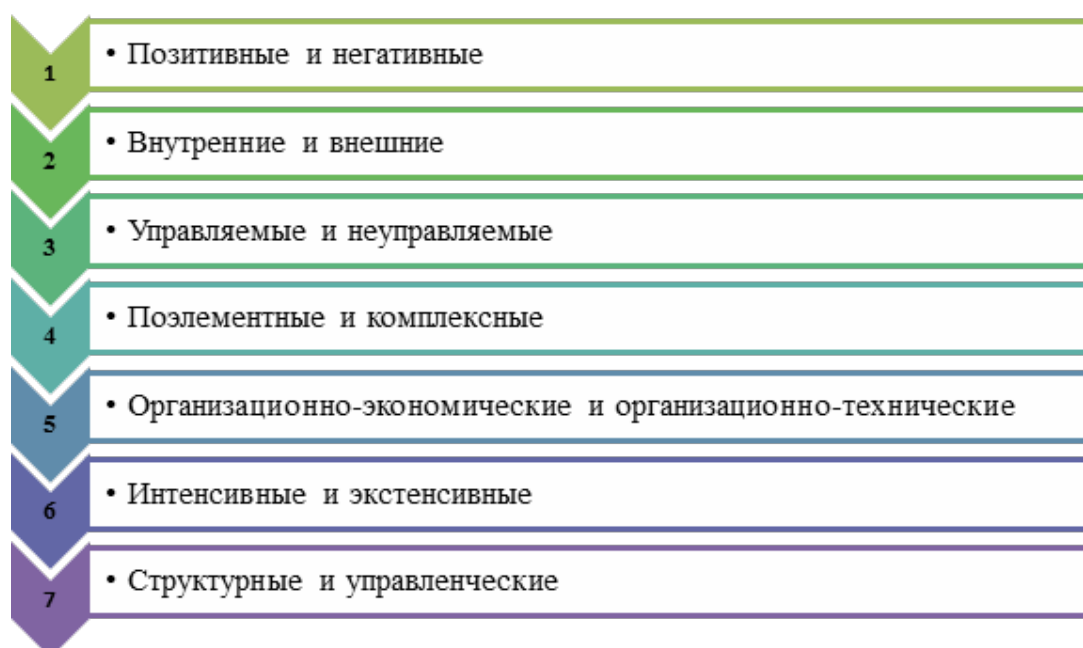 1 • Позитивные и негативные
2 • Внутренние и внешние
3 • Управляемые и неуправляемые
4 • Поэлементные и комплексные
5 • Организационно-экономические и организационно-технические
6 • Интенсивные и экстенсивные
7 • Структурные и управленческие